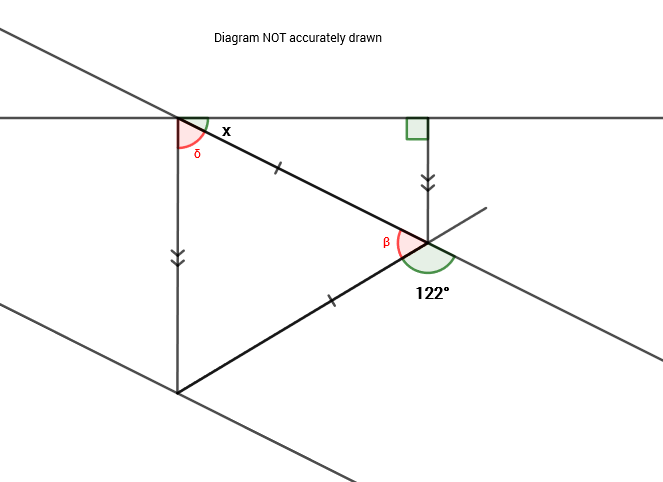 Diagram NOT accurately drawn
x
δ
β
122°